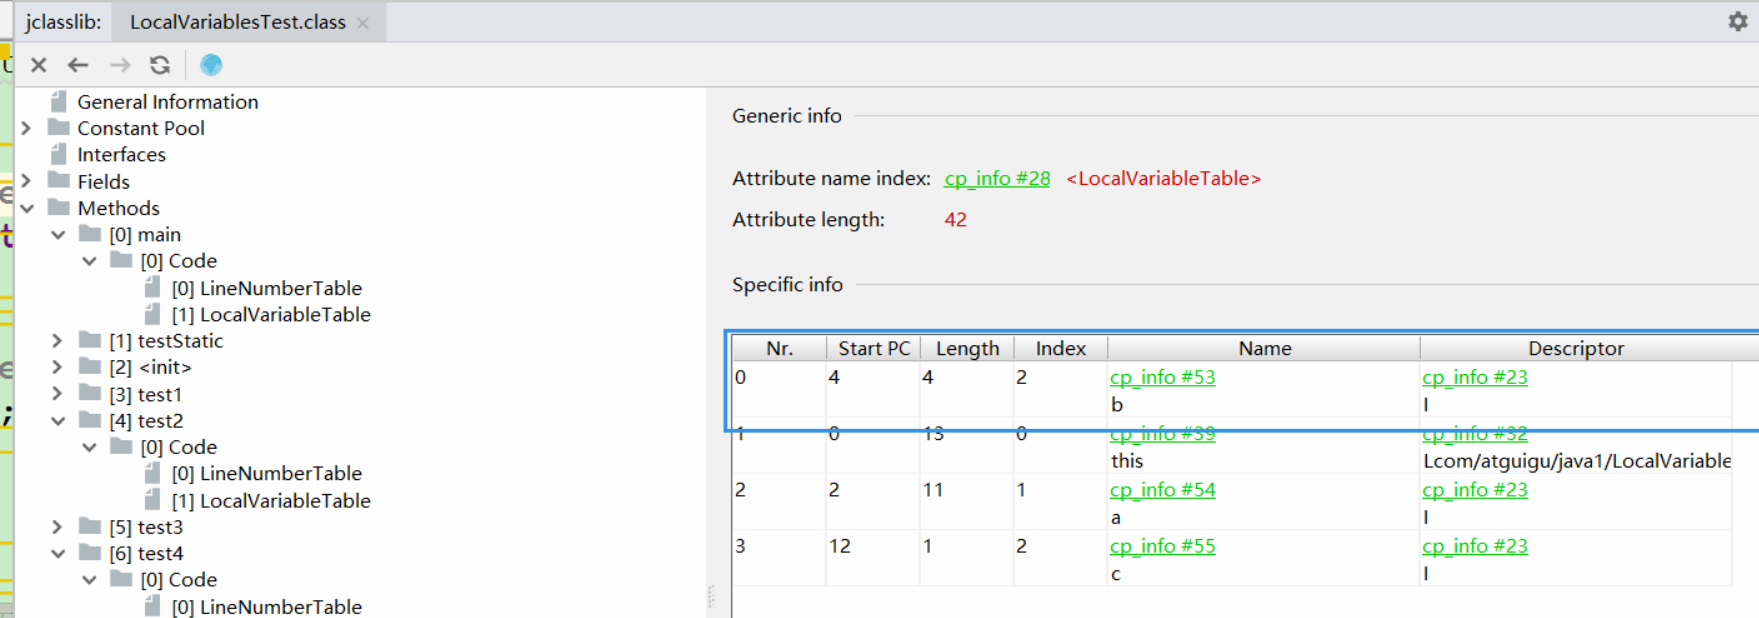 jclasslib: LocalVariablesTest.class
General Information
Constant Pool
Interfaces
Fields
Methods
[0] main
[0] Code
[0] LineNumberTable
[1] LocalVariableTable
[1] testStatic
[2] <init>
[3] test1
[4] test2
[0] Code
[0] LineNumberTable
[1] LocalVariableTable
[5] test3
[6] test4
[0] Code
[0] LineNumberTable
Generic info
Attribute name index: cp_info #28 <LocalVariableTable>
Attribute length: 42
Specific info
Nr. Start PC Length Index Name Descriptor
0 4 4 2 cp_info #53 cp_info #23
b I
1 0 13 0 cp_info #39 cp_info #32
this Lcom/atguigu/java1/LocalVariable
2 2 11 1 cp_info #54 cp_info #23
a I
3 12 1 2 cp_info #55 cp_info #23
c I